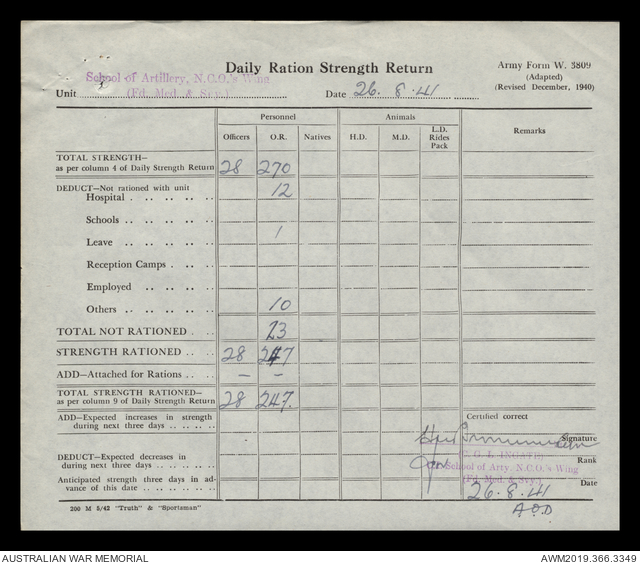 Daily Ration Strength Return
Army Form W. 3809
(Adapted)
(Revised December, 1940)
School of Artillery, N.C.O.'s Wing
(Fd. Med. & Svy.)
Unit
Date 26. 8. 41
Personnel Animals Remarks
Officers O.R. Natives H.D. M.D. L.D. Rides Pack
TOTAL STRENGTH—
as per column 4 of Daily Strength Return 28 270
DEDUCT—Not rationed with unit
Hospital 12
Schools
Leave 1
Reception Camps
Employed
Others 10
TOTAL NOT RATIONED 23
STRENGTH RATIONED 28 247
ADD—Attached for Rations — —
TOTAL STRENGTH RATIONED—
as per column 9 of Daily Strength Return 28 247.
ADD—Expected increases in strength
during next three days
Certified correct
Signature
DEDUCT—Expected decreases in
during next three days
Rank
School of Arty. N.C.O.'s Wing
(Fd. Med. & Svy.)
Anticipated strength three days in ad-
vance of this date
26.8.41 Date
200 M 5/42 "Truth" & "Sportsman"
AUSTRALIAN WAR MEMORIAL
AWM2019.366.3349